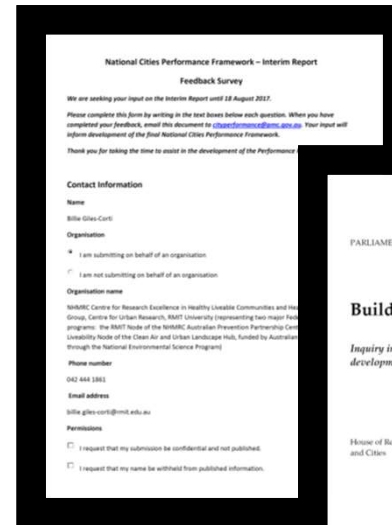 National Cities Performance Framework – Interim Report
Feedback Survey
We are seeking your input on the Interim Report until 18 August 2017.
Please complete this form by writing in the text boxes below each question. When you have
completed your feedback, email this document to cityperformance@pmc.gov.au. Your input will
inform development of the final National Cities Performance Framework.
Thank you for taking the time to assist in the development of the Performance
Contact Information
Name
Billie Giles-Corti
Organisation
I am submitting on behalf of an organisation
I am not submitting on behalf of an organisation
Organisation name
NHMRC Centre for Research Excellence in Healthy Liveable Communities and Hea
Group, Centre for Urban Research, RMIT University (representing two major Fede
programs: the RMIT Node of the NHMRC Australian Prevention Partnership Cent
Liveability Node of the Clean Air and Urban Landscape Hub, funded by Australian
through the National Environmental Science Program)
Phone number
042 444 1861
Email address
billie.giles-corti@rmit.edu.au
Permissions
I request that my submission be confidential and not published.
I request that my name be withheld from published information.
PARLIAME
Build
Inquiry in
developm
House of Re
and Cities